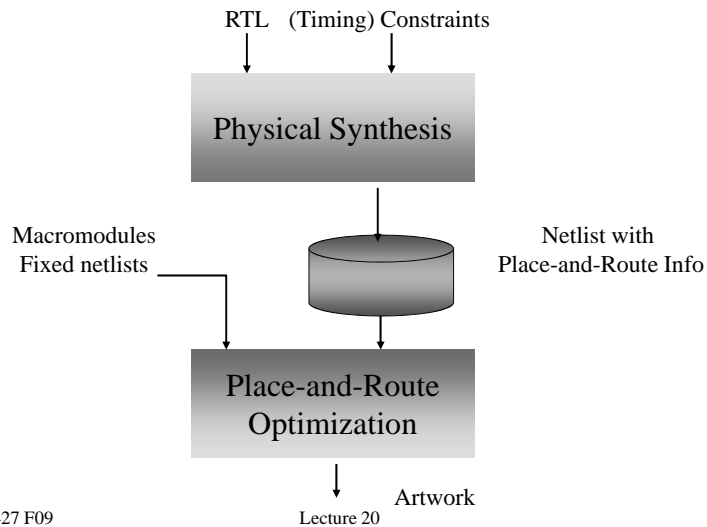 RTL (Timing) Constraints
Physical Synthesis
Macromodules
Fixed netlists
Netlist with
Place-and-Route Info
Place-and-Route
Optimization
Artwork
27 F09
Lecture 20